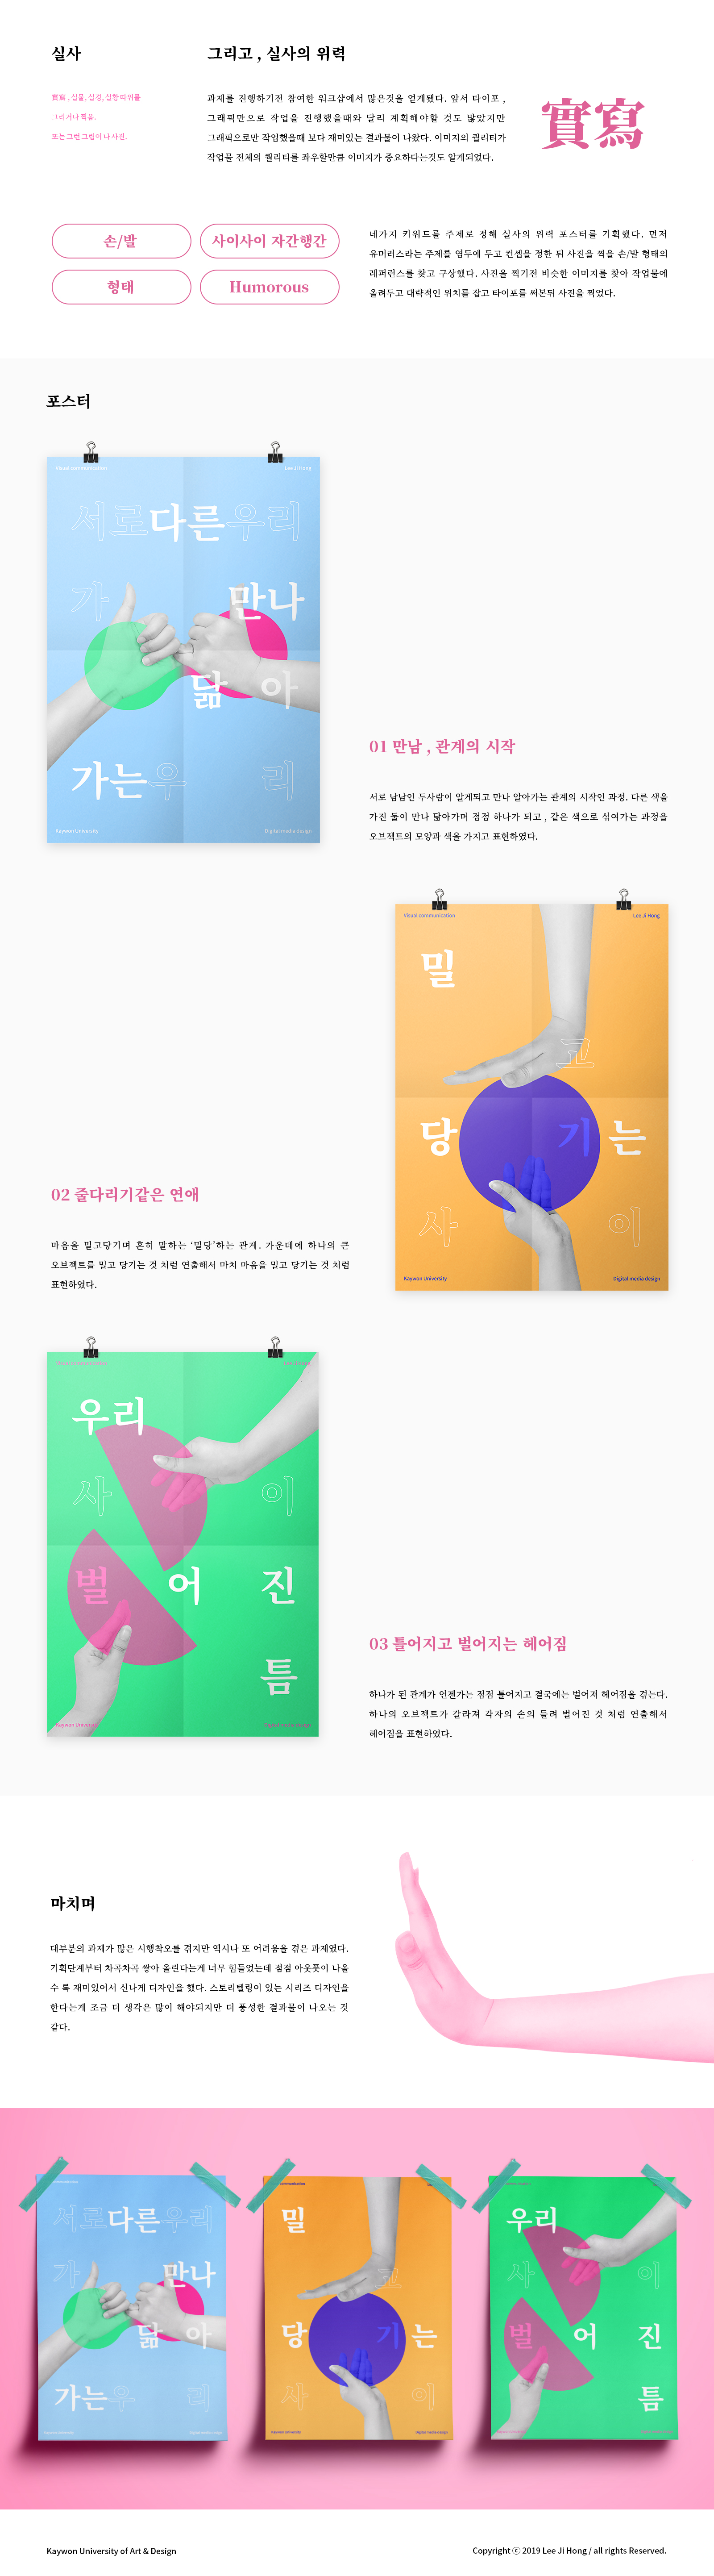 실사
그리고 , 실사의 위력
實寫 , 실물, 실경, 실황 따위를
그리거나 찍음.
또는 그런 그림이 나 사진.
과제를 진행하기전 참여한 워크샵에서 많은것을 얻게됐다. 앞서 타이포 ,
그래픽만으로 작업을 진행했을때와 달리 계획해야할 것도 많았지만
그래픽으로만 작업했을때 보다 재미있는 결과물이 나왔다. 이미지의 퀄리티가
작업물 전체의 퀄리티를 좌우할만큼 이미지가 중요하다는것도 알게되었다.
實寫
손/발
사이사이 자간행간
형태
Humorous
네가지 키워드를 주제로 정해 실사의 위력 포스터를 기획했다. 먼저
유머러스라는 주제를 염두에 두고 컨셉을 정한 뒤 사진을 찍을 손/발 형태의
레퍼런스를 찾고 구상했다. 사진을 찍기전 비슷한 이미지를 찾아 작업물에
올려두고 대략적인 위치를 잡고 타이포를 써본뒤 사진을 찍었다.
포스터
Visual communication
Lee Ji Hong
서로다른우리
가 만나
닮 아
가는우 리
Kaywon University
Digital media design
01 만남 , 관계의 시작
서로 남남인 두사람이 알게되고 만나 알아가는 관계의 시작인 과정. 다른 색을
가진 둘이 만나 닮아가며 점점 하나가 되고 , 같은 색으로 섞여가는 과정을
오브젝트의 모양과 색을 가지고 표현하였다.
Visual communication
Lee Ji Hong
밀
고
당 기 는
사 이
Kaywon University
Digital media design
02 줄다리기같은 연애
마음을 밀고당기며 흔히 말하는 ‘밀당’하는 관계. 가운데에 하나의 큰
오브젝트를 밀고 당기는 것 처럼 연출해서 마치 마음을 밀고 당기는 것 처럼
표현하였다.
Visual communication
Lee Ji Hong
우리
사 이
벌 어 진
틈
Kaywon University
Digital media design
03 틀어지고 벌어지는 헤어짐
하나가 된 관계가 언젠가는 점점 틀어지고 결국에는 벌어져 헤어짐을 겪는다.
하나의 오브젝트가 갈라져 각자의 손의 들려 벌어진 것 처럼 연출해서
헤어짐을 표현하였다.
마치며
대부분의 과제가 많은 시행착오를 겪지만 역시나 또 어려움을 겪은 과제였다.
기획단계부터 차곡차곡 쌓아 올린다는게 너무 힘들었는데 점점 아웃풋이 나올
수 록 재미있어서 신나게 디자인을 했다. 스토리텔링이 있는 시리즈 디자인을
한다는게 조금 더 생각은 많이 해야되지만 더 풍성한 결과물이 나오는 것
같다.
서로다른우리
가 만나
닮 아
가는우 리
밀
고
당 기 는
사 이
Kaywon University
Digital media design
우리
사 이
벌 어 진
틈
Kaywon University of Art & Design
Copyright ⓒ 2019 Lee Ji Hong / all rights Reserved.